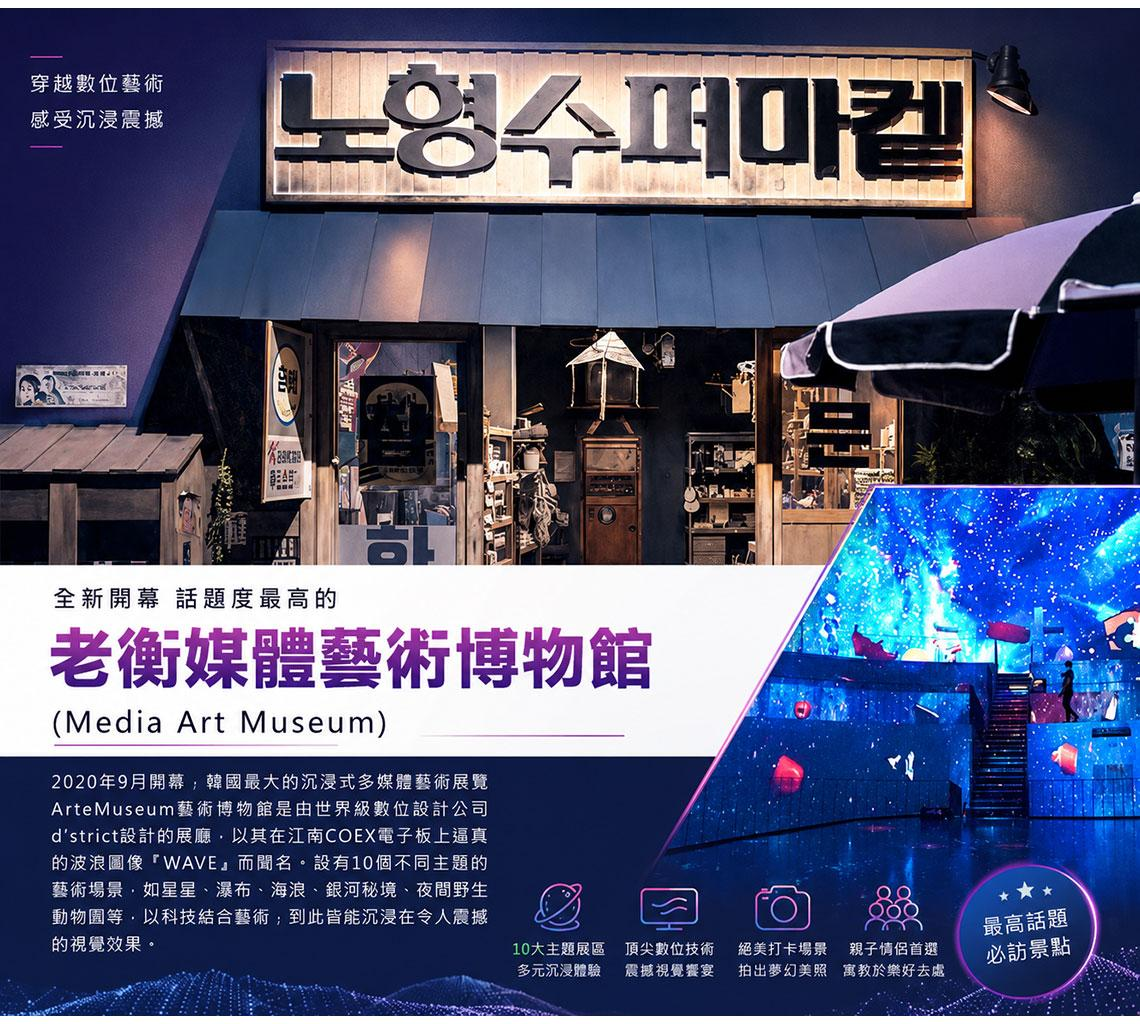 穿越數位藝術
感受沉浸震撼
노형수퍼마켙
全新開幕 話題度最高的
老衡媒體藝術博物館
(Media Art Museum)
2020年9月開幕；韓國最大的沉浸式多媒體藝術展覽
ArteMuseum藝術博物館是由世界級數位設計公司
d'strict設計的展廳，以其在江南COEX電子板上逼真
的波浪圖像『WAVE』而聞名。設有10個不同主題的
藝術場景，如星星、瀑布、海浪、銀河秘境、夜間野生
動物園等，以科技結合藝術；到此皆能沉浸在令人震撼
的視覺效果。
10大主題展區
多元沉浸體驗
頂尖數位技術
震撼視覺饗宴
絕美打卡場景
拍出夢幻美照
親子情侶首選
寓教於樂好去處
最高話題
必訪景點